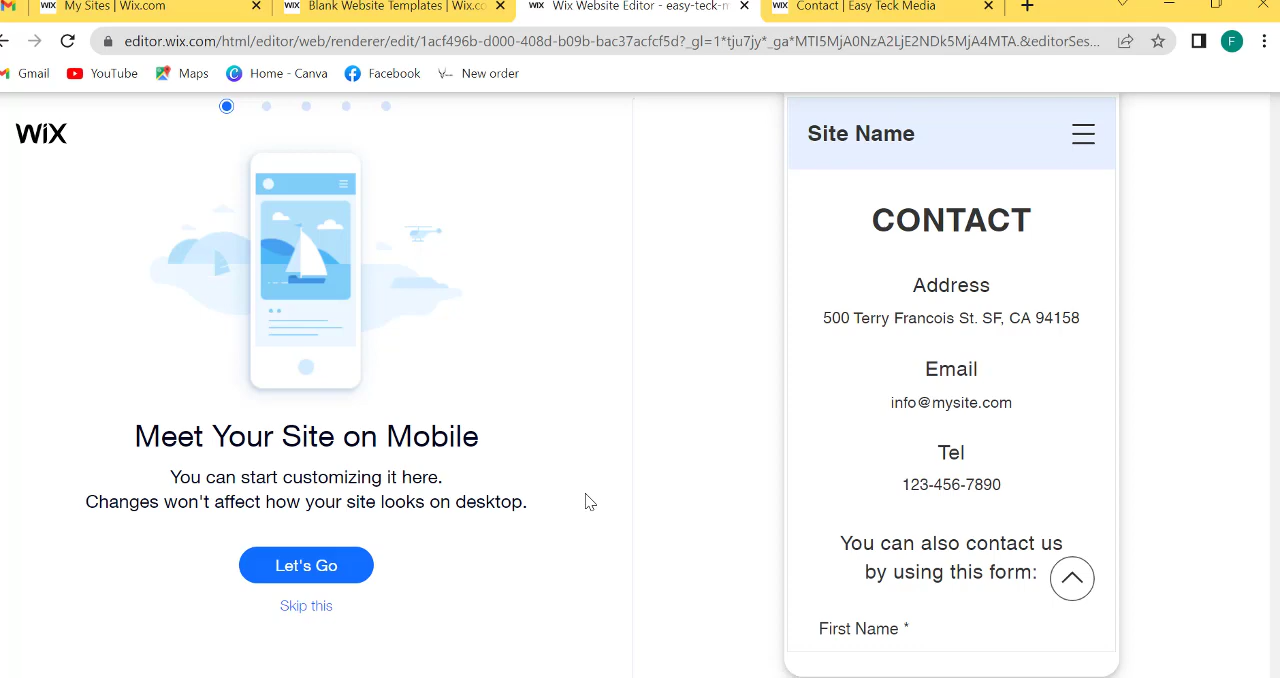 My Sites | Wix.com
WIX Blank Website Templates | Wix.co
WIX Wix Website Editor - easy-teck-m
WIX Contact | Easy Teck Media
editor.wix.com/html/editor/web/renderer/edit/1acf496b-d000-408d-b09b-bac37acfcf5d?_gl=1*tju7jy*_ga*MTI5MjA0NzA2LjE2NDk5MjA4MTA.&editorSes...
F
Gmail
YouTube
Maps
Home - Canva
Facebook
New order
WIX
Meet Your Site on Mobile
You can start customizing it here.
Changes won't affect how your site looks on desktop.
Let's Go
Skip this
Site Name
CONTACT
Address
500 Terry Francois St. SF, CA 94158
Email
info@mysite.com
Tel
123-456-7890
You can also contact us
by using this form:
First Name *